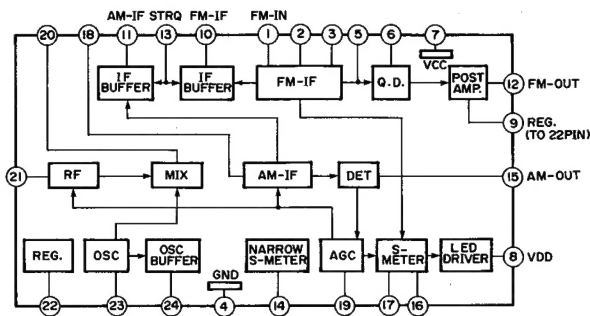 AM-IF STRQ FM-IF FM-IN
20 18 11 13 10 1 2 3 5 6 7
VCC
IF BUFFER
IF BUFFER
FM-IF
Q.D.
POST AMP.
12 FM-OUT
9 REG. (TO 22PIN)
21
RF
MIX
AM-IF
DET
15 AM-OUT
REG.
OSC
OSC BUFFER
GND
NARROW S-METER
AGC
S-METER
LED DRIVER
8 VDD
22 23 24 4 14 19 17 16